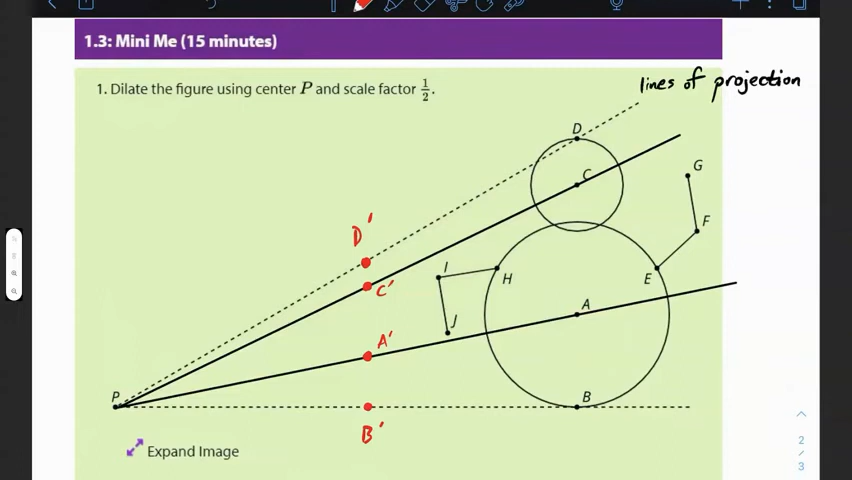 1.3: Mini Me (15 minutes)
1. Dilate the figure using center P and scale factor 1/2.
lines of projection
D
C
G
F
D'
I
H
E
C'
A
J
A'
P
B
B'
Expand Image
2
/
3